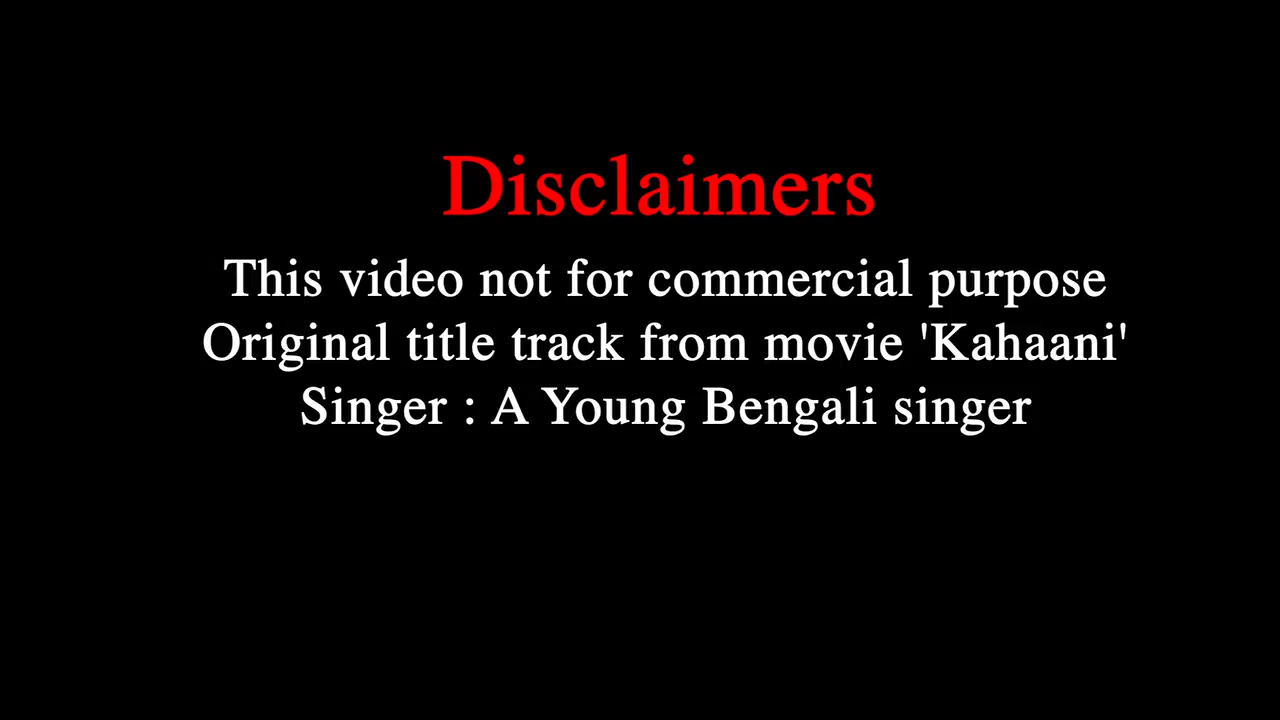 Disclaimers
This video not for commercial purpose
Original title track from movie 'Kahaani'
Singer : A Young Bengali singer